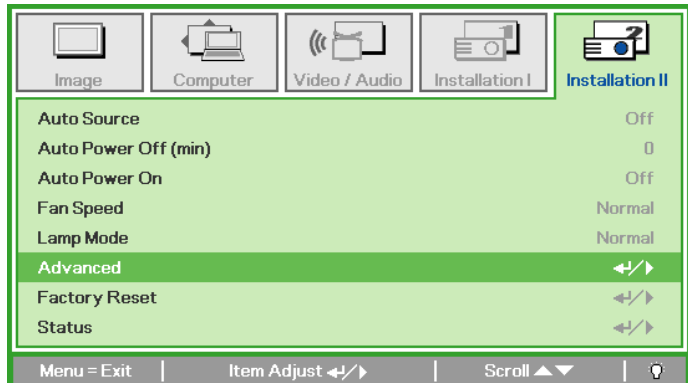 Image Computer Video / Audio Installation I Installation II
Auto Source Off
Auto Power Off (min) 0
Auto Power On Off
Fan Speed Normal
Lamp Mode Normal
Advanced ↵/▶
Factory Reset ↵/▶
Status ↵/▶
Menu = Exit | Item Adjust ↵/▶ | Scroll ▲▼ |